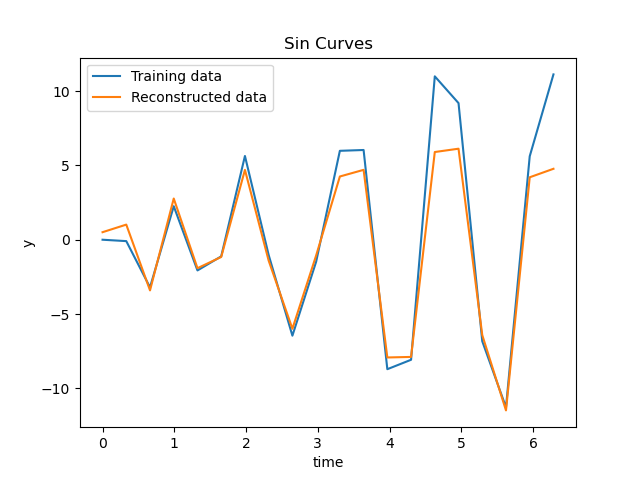 Sin Curves
Training data
Reconstructed data
10
5
0
−5
−10
y
0 1 2 3 4 5 6
time